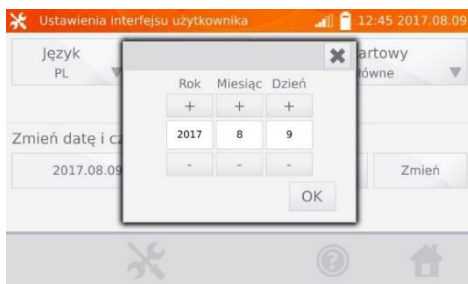 Ustawienia interfejsu użytkownika 12:45 2017.08.09
Język
PL
artowy
łówne
Rok Miesiąc Dzień
+ + +
2017 8 9
- - -
OK
Zmień datę i cz
2017.08.09
Zmień